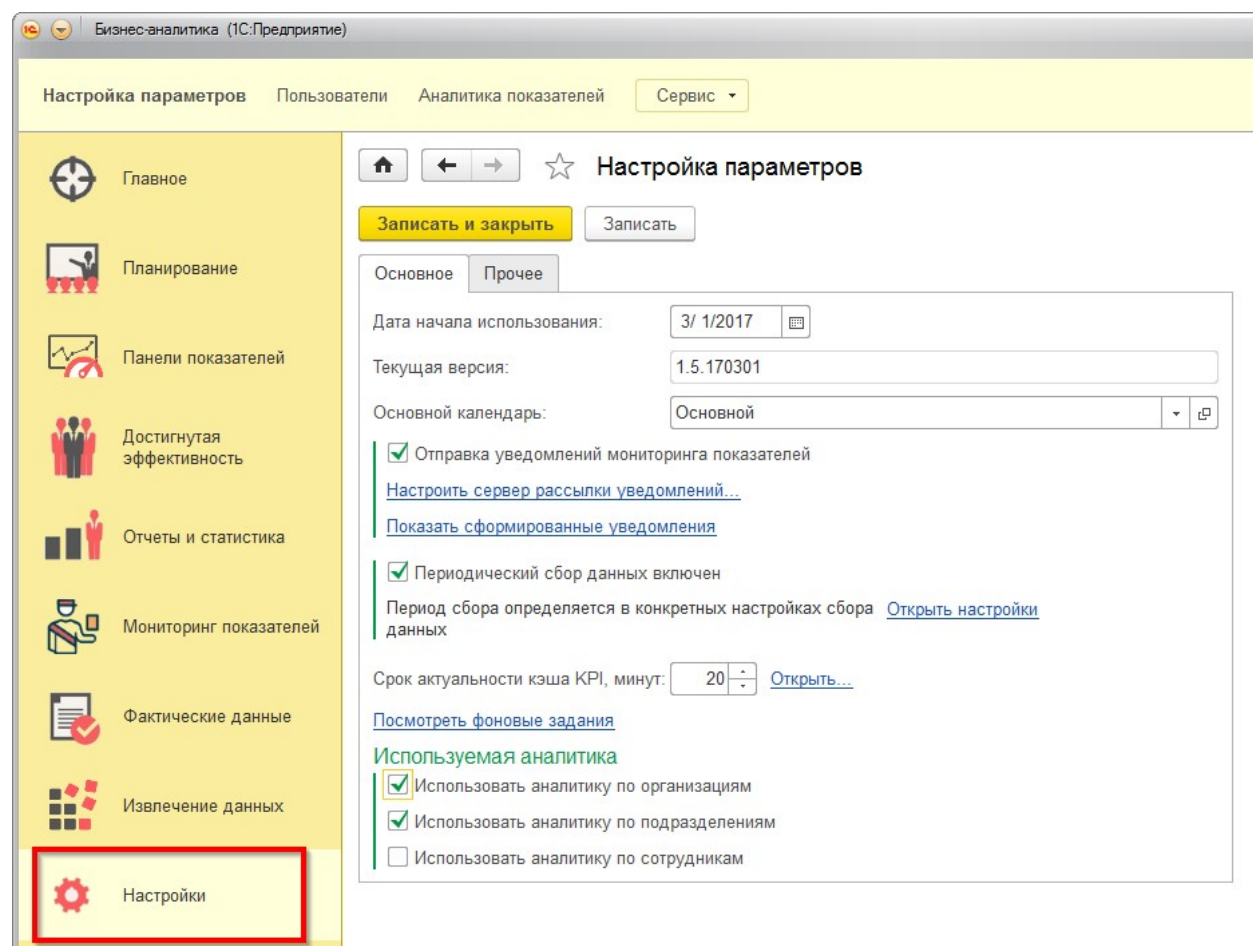 1С Бизнес-аналитика (1С:Предприятие)
Настройка параметров Пользователи Аналитика показателей Сервис
Главное
Планирование
Панели показателей
Достигнутая
эффективность
Отчеты и статистика
Мониторинг показателей
Фактические данные
Извлечение данных
Настройки
Настройка параметров
Записать и закрыть Записать
Основное Прочее
Дата начала использования: 3/ 1/2017
Текущая версия: 1.5.170301
Основной календарь: Основной
Отправка уведомлений мониторинга показателей
Настроить сервер рассылки уведомлений...
Показать сформированные уведомления
Периодический сбор данных включен
Период сбора определяется в конкретных настройках сбора Открыть настройки
данных
Срок актуальности кэша KPI, минут: 20 Открыть...
Посмотреть фоновые задания
Используемая аналитика
Использовать аналитику по организациям
Использовать аналитику по подразделениям
Использовать аналитику по сотрудникам